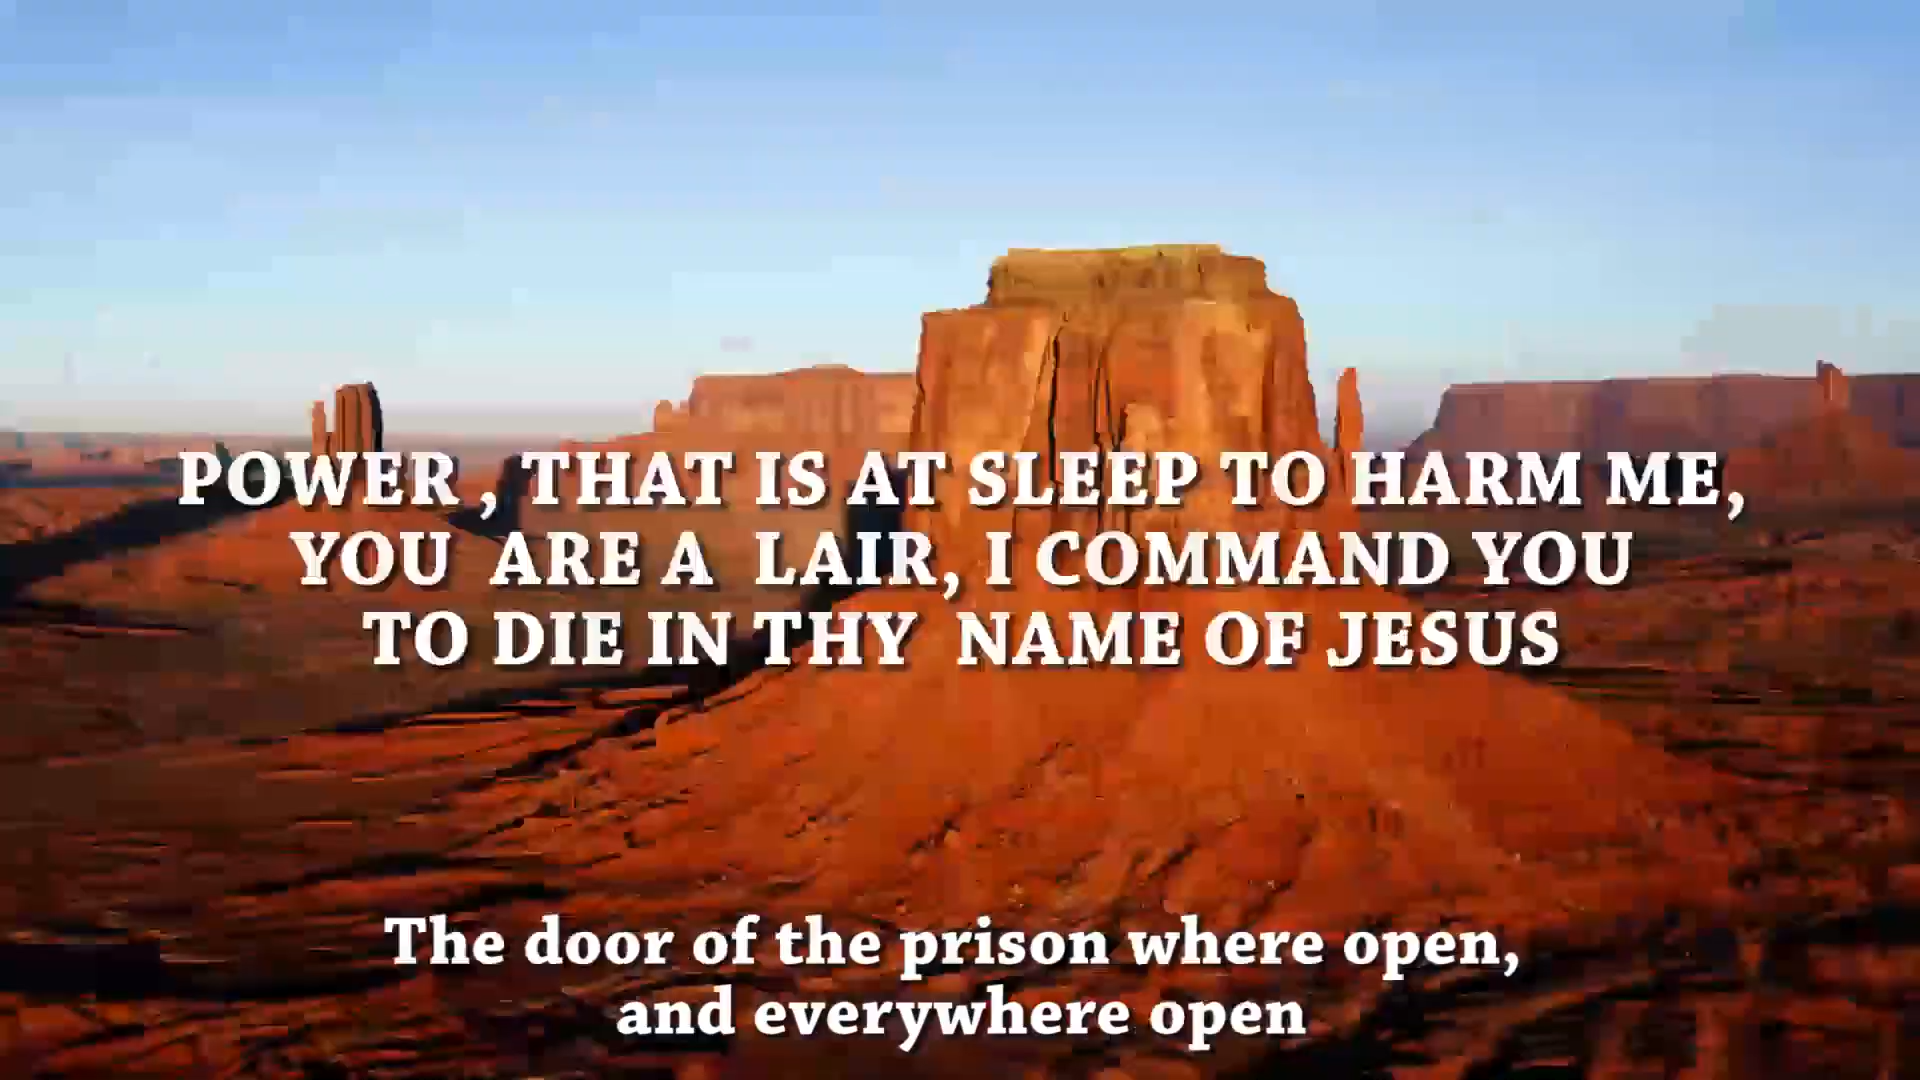 POWER , THAT IS AT SLEEP TO HARM ME,
YOU ARE A LAIR, I COMMAND YOU
TO DIE IN THY NAME OF JESUS
The door of the prison where open,
and everywhere open